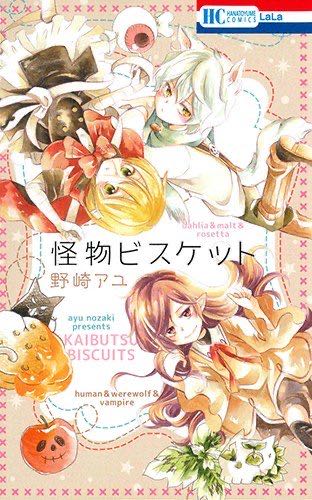 HC
HANATOYUME
COMICS
LaLa
dahlia & malt &
rosetta
怪物ビスケット
野崎アユ
ayu nozaki
presents
KAIBUTSU
BISCUITS
human & werewolf &
vampire